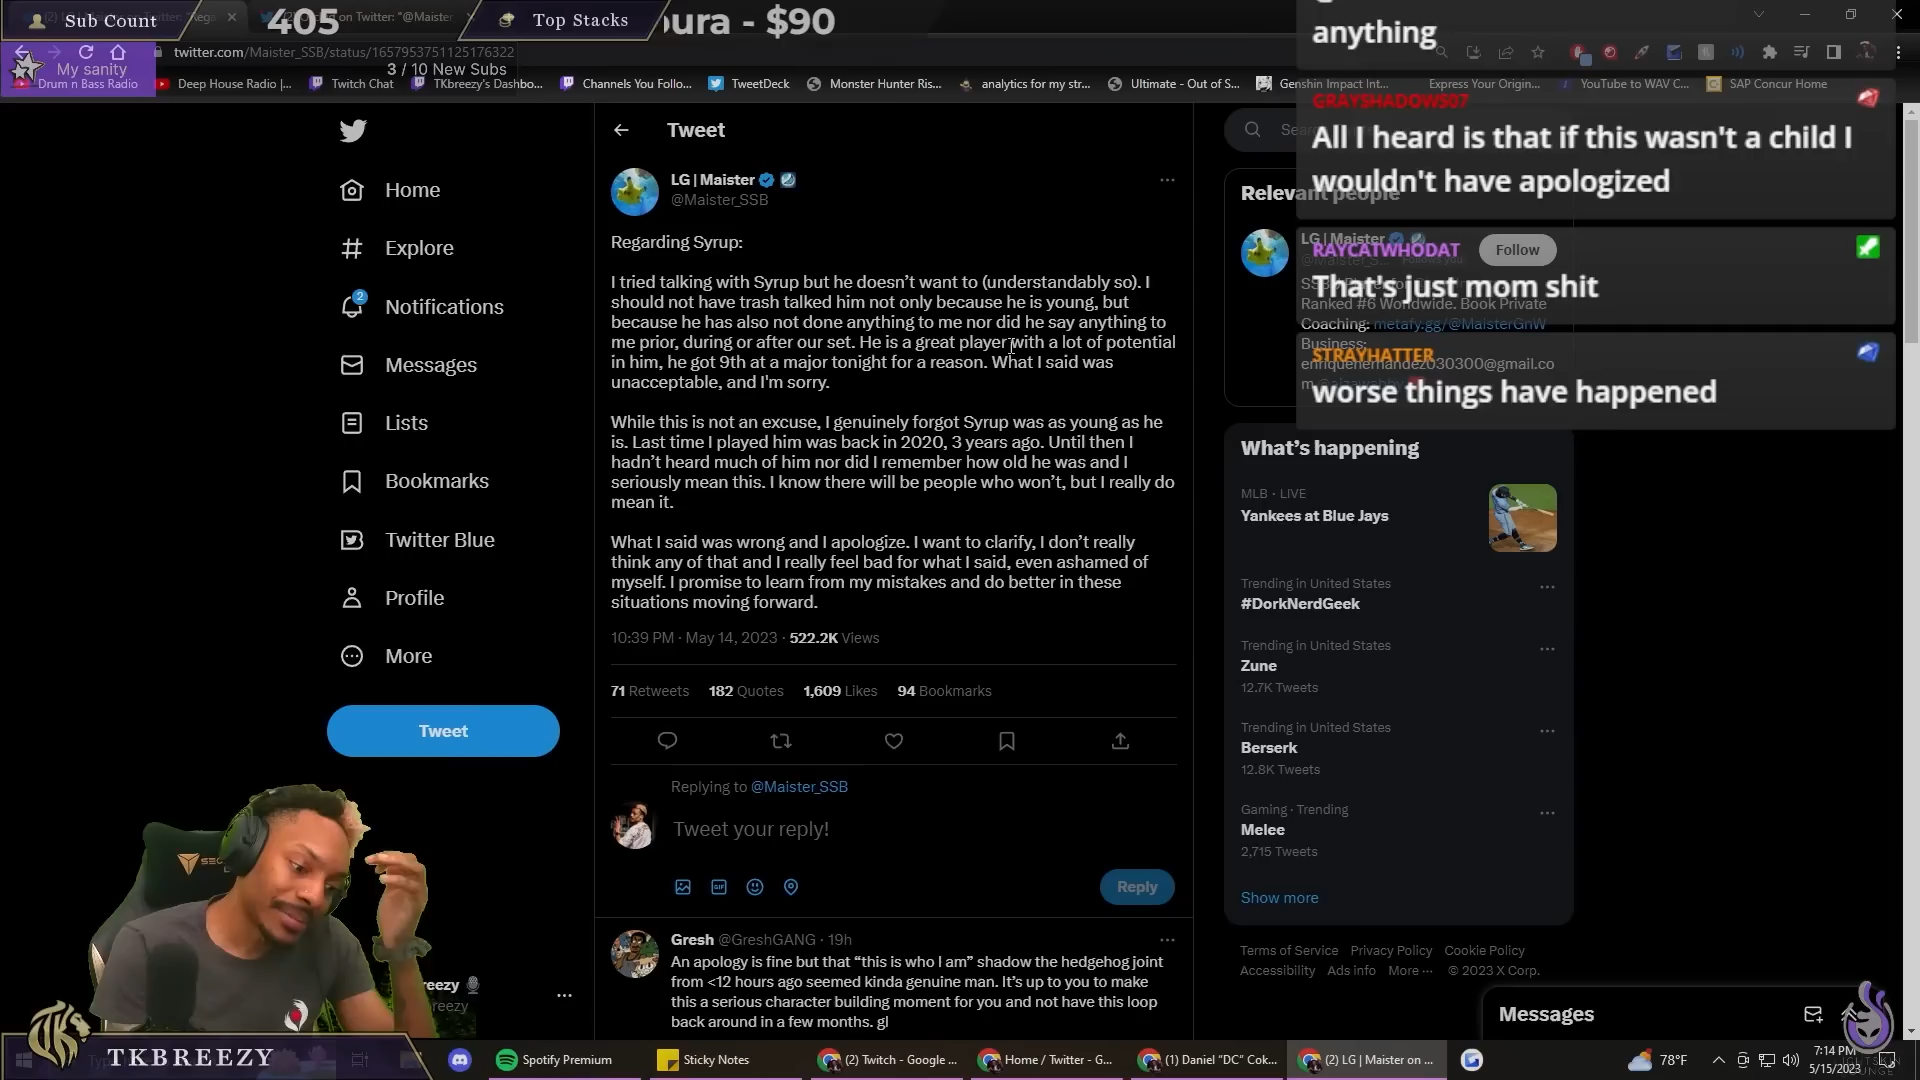 Sub Count
405
Top Stacks
oura - $90
on Twitter: "@Maister
twitter.com/Maister_SSB/status/1657953751125176322
My sanity
3 / 10 New Subs
Drum n Bass Radio
Deep House Radio |...
Twitch Chat
TKbreezy's Dashbo...
Channels You Follo...
TweetDeck
Monster Hunter Ris...
analytics for my str...
Ultimate - Out of S...
Genshin Impact Int...
Express Your Origin...
YouTube to WAV C...
SAP Concur Home
anything
GRAYSHADOWS07
All I heard is that if this wasn't a child I
wouldn't have apologized
RAYCATWHODAT
That's just mom shit
STRAYHATTER
worse things have happened
Home
Explore
2
Notifications
Messages
Lists
Bookmarks
Twitter Blue
Profile
More
Tweet
reezy
breezy
Tweet
LG | Maister
@Maister_SSB
Regarding Syrup:
I tried talking with Syrup but he doesn't want to (understandably so). I
should not have trash talked him not only because he is young, but
because he has also not done anything to me nor did he say anything to
me prior, during or after our set. He is a great player with a lot of potential
in him, he got 9th at a major tonight for a reason. What I said was
unacceptable, and I'm sorry.
While this is not an excuse, I genuinely forgot Syrup was as young as he
is. Last time I played him was back in 2020, 3 years ago. Until then I
hadn't heard much of him nor did I remember how old he was and I
seriously mean this. I know there will be people who won't, but I really do
mean it.
What I said was wrong and I apologize. I want to clarify, I don't really
think any of that and I really feel bad for what I said, even ashamed of
myself. I promise to learn from my mistakes and do better in these
situations moving forward.
10:39 PM · May 14, 2023 · 522.2K Views
71 Retweets 182 Quotes 1,609 Likes 94 Bookmarks
Replying to @Maister_SSB
Tweet your reply!
GIF
Reply
Gresh @GreshGANG · 19h
An apology is fine but that “this is who I am” shadow the hedgehog joint
from <12 hours ago seemed kinda genuine man. It's up to you to make
this a serious character building moment for you and not have this loop
back around in a few months. gl
Relevant people
LG | Maister
Follow
Ranked #6 Worldwide. Book Private
Coaching: metafy.gg/@MaisterGnW
Business:
enriquehernandez030300@gmail.co
m
What's happening
MLB · LIVE
Yankees at Blue Jays
Trending in United States
#DorkNerdGeek
Trending in United States
Zune
12.7K Tweets
Trending in United States
Berserk
12.8K Tweets
Gaming · Trending
Melee
2,715 Tweets
Show more
Terms of Service Privacy Policy Cookie Policy
Accessibility Ads info More ··· © 2023 X Corp.
Messages
TKBREEZY
Spotify Premium
Sticky Notes
(2) Twitch - Google ...
Home / Twitter - G...
(1) Daniel “DC” Cok...
(2) LG | Maister on ...
78°F
7:14 PM
5/15/2023